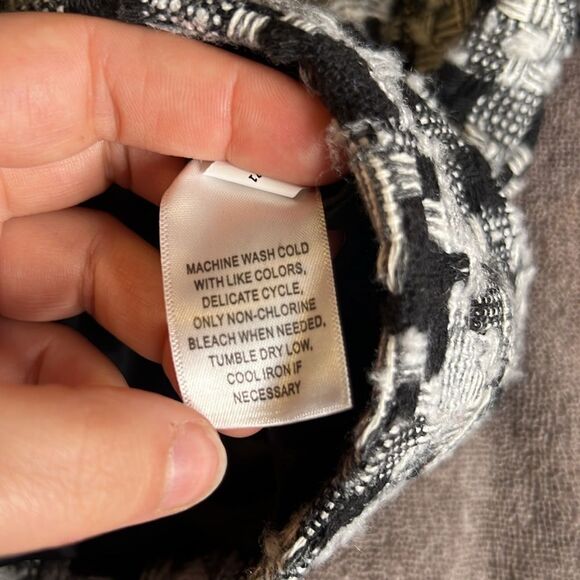 MACHINE WASH COLD
WITH LIKE COLORS,
DELICATE CYCLE,
ONLY NON-CHLORINE
BLEACH WHEN NEEDED,
TUMBLE DRY LOW,
COOL IRON IF
NECESSARY